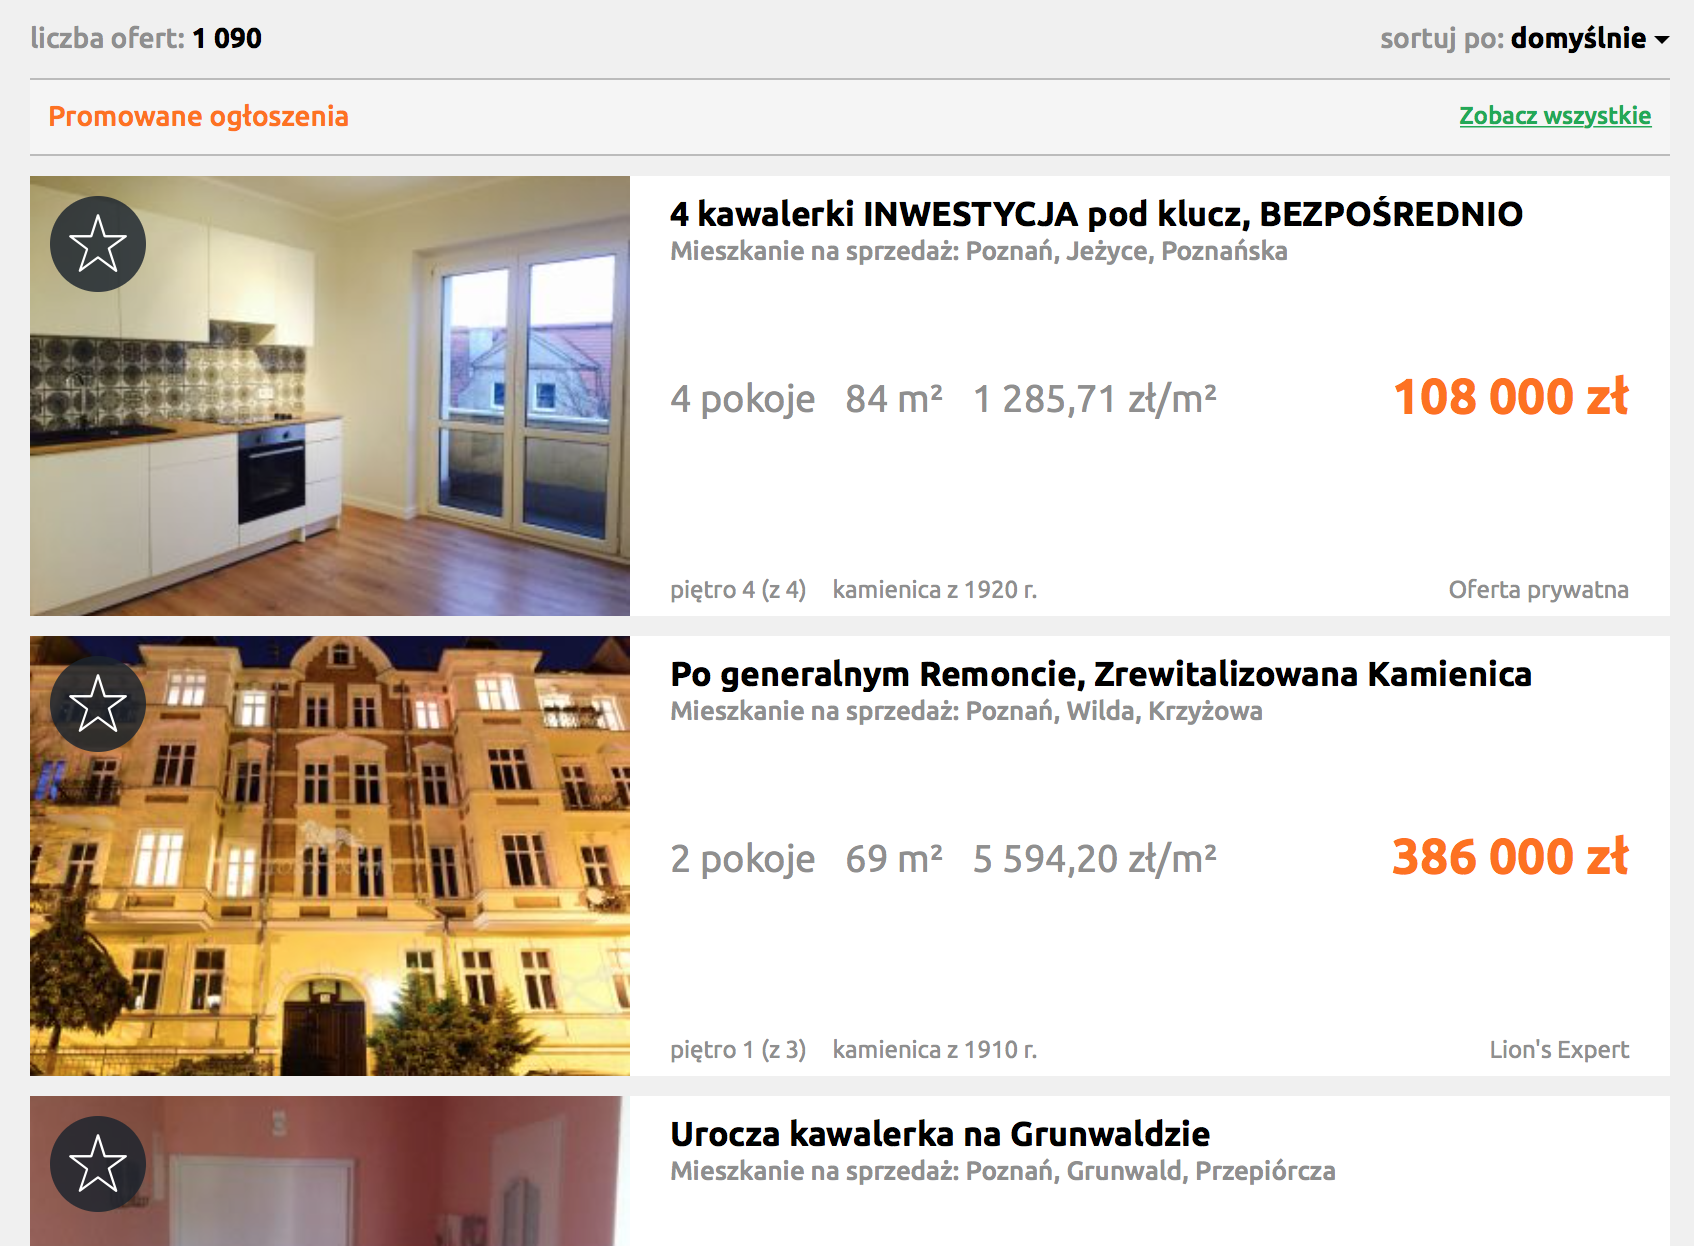 liczba ofert: 1 090
sortuj po: domyślnie
Promowane ogłoszenia
Zobacz wszystkie
4 kawalerki INWESTYCJA pod klucz, BEZPOŚREDNIO
Mieszkanie na sprzedaż: Poznań, Jeżyce, Poznańska
4 pokoje 84 m² 1 285,71 zł/m²
108 000 zł
piętro 4 (z 4) kamienica z 1920 r.
Oferta prywatna
Po generalnym Remoncie, Zrewitalizowana Kamienica
Mieszkanie na sprzedaż: Poznań, Wilda, Krzyżowa
2 pokoje 69 m² 5 594,20 zł/m²
386 000 zł
piętro 1 (z 3) kamienica z 1910 r.
Lion's Expert
Urocza kawalerka na Grunwaldzie
Mieszkanie na sprzedaż: Poznań, Grunwald, Przepiórcza